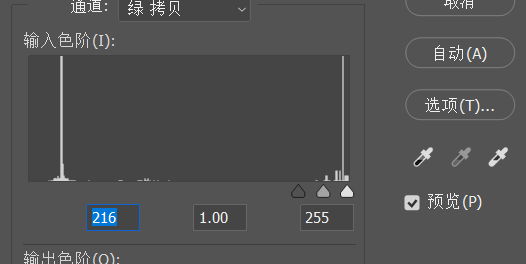 通道: 绿 拷贝
取消
输入色阶(I):
自动(A)
选项(T)...
216 1.00 255
预览(P)
输出色阶(O):